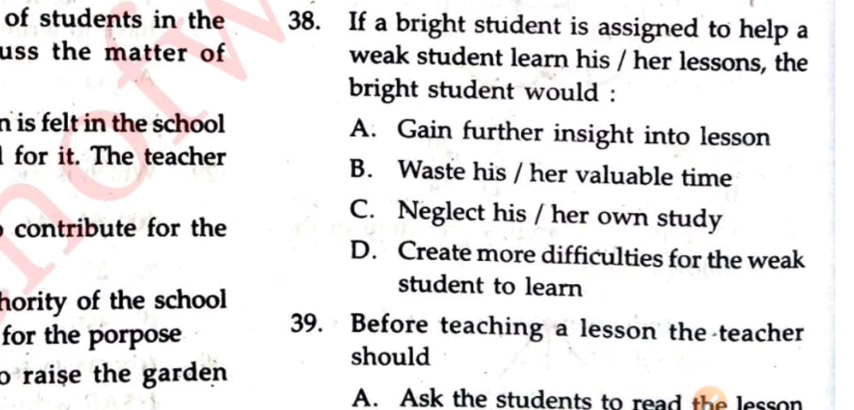 of students in the
uss the matter of
n is felt in the school
for it. The teacher
contribute for the
hority of the school
for the porpose
o raise the garden
38. If a bright student is assigned to help a
weak student learn his / her lessons, the
bright student would :
A. Gain further insight into lesson
B. Waste his / her valuable time
C. Neglect his / her own study
D. Create more difficulties for the weak
student to learn
39. Before teaching a lesson the teacher
should
A. Ask the students to read the lesson